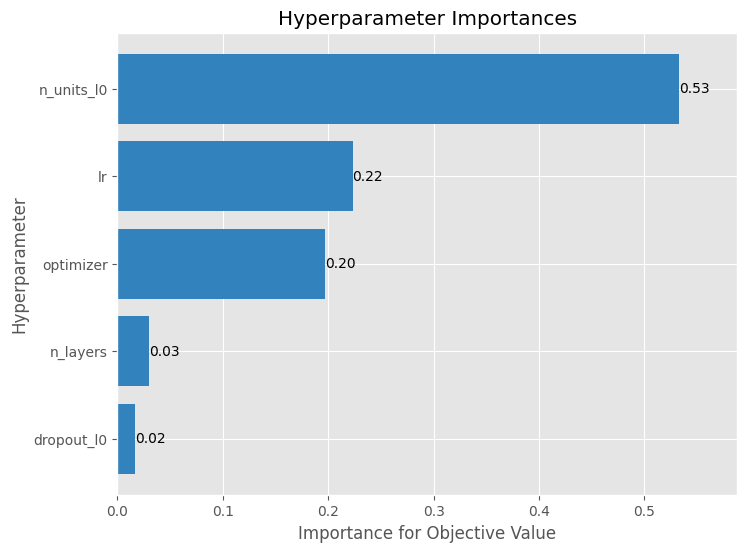 Hyperparameter Importances
Hyperparameter
n_units_l0
0.53
lr
0.22
optimizer
0.20
n_layers
0.03
dropout_l0
0.02
0.0 0.1 0.2 0.3 0.4 0.5
Importance for Objective Value